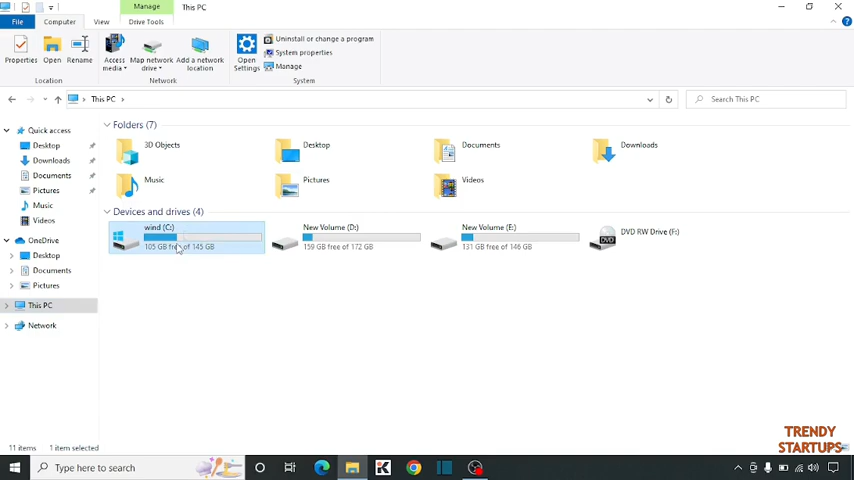 Manage
This PC
File
Computer
View
Drive Tools
Properties
Open
Rename
Access media
Map network drive
Add a network location
Open Settings
Uninstall or change a program
System properties
Manage
Location
Network
System
This PC
Search This PC
Quick access
Desktop
Downloads
Documents
Pictures
Music
Videos
OneDrive
Desktop
Documents
Pictures
This PC
Network
Folders (7)
3D Objects
Desktop
Documents
Downloads
Music
Pictures
Videos
Devices and drives (4)
wind (C:)
105 GB free of 145 GB
New Volume (D:)
159 GB free of 172 GB
New Volume (E:)
131 GB free of 146 GB
DVD RW Drive (F:)
DVD
11 items
1 item selected
TRENDY
STARTUPS
Type here to search
K